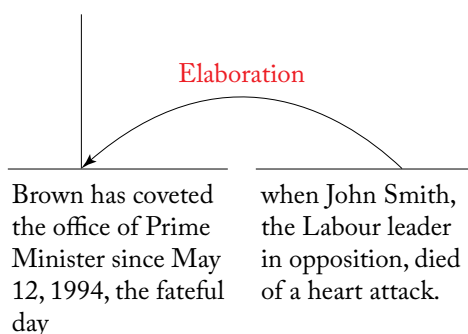 Elaboration
Brown has coveted
the office of Prime
Minister since May
12, 1994, the fateful
day
when John Smith,
the Labour leader
in opposition, died
of a heart attack.